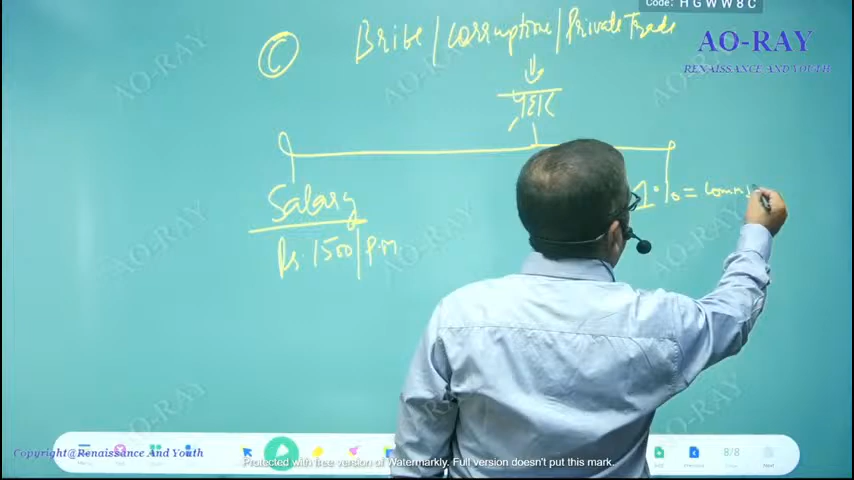 Code: HGWW8C
AO-RAY
RENAISSANCE AND YOUTH
C Bribe / Corruption / Private Trade
Salary
Rs. 1500 / P.M.
1% =
8/8
Copyright@Renaissance And Youth
Protected with free version of Watermarkly. Full version doesn't put this mark.